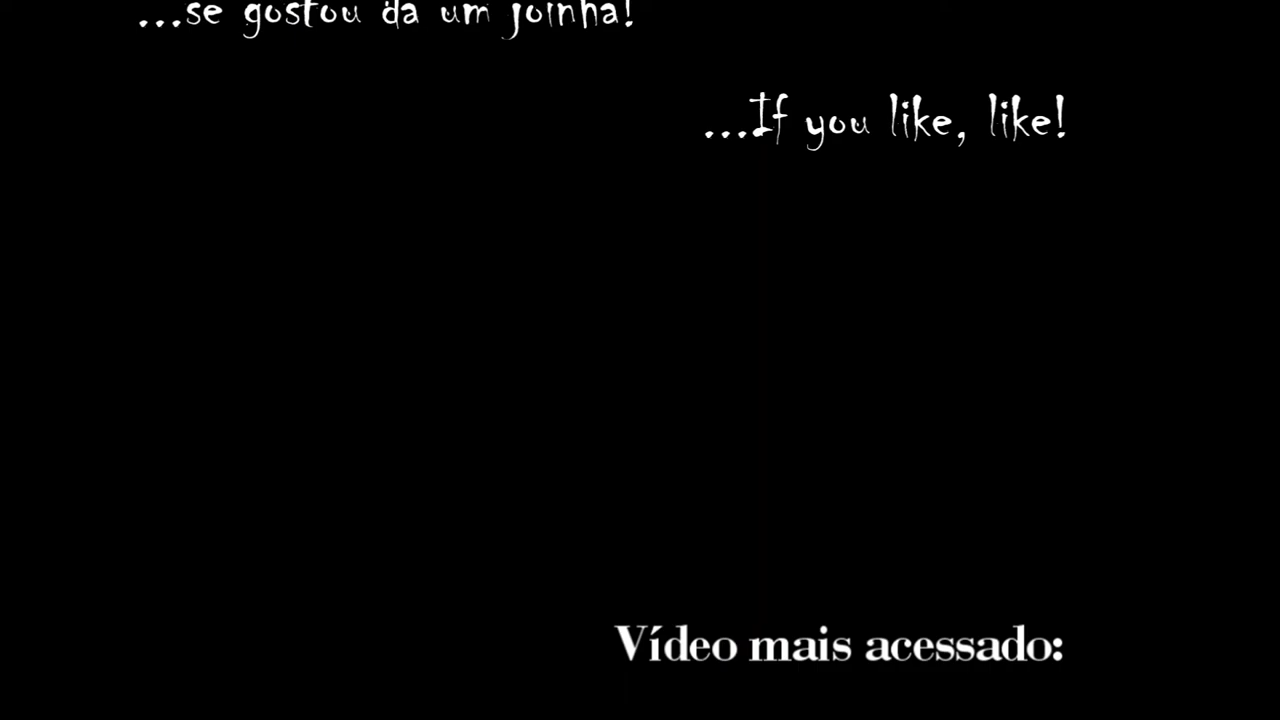 ...se gostou da um joinha!
...If you like, like!
Vídeo mais acessado: